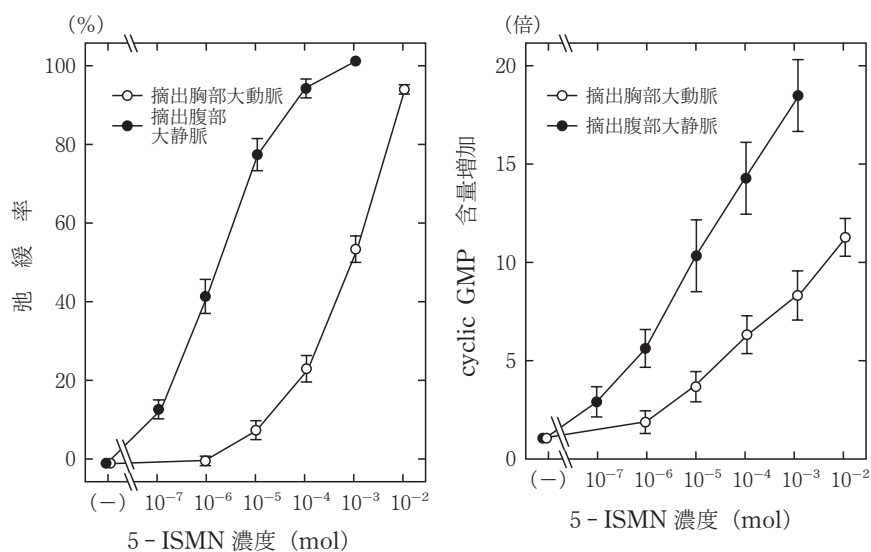 (%)
100
80
60
40
20
0
弛緩率
摘出胸部大動脈
摘出腹部
大静脈
(−) 10⁻⁷ 10⁻⁶ 10⁻⁵ 10⁻⁴ 10⁻³ 10⁻²
5-ISMN 濃度 (mol)
(倍)
20
15
10
5
0
cyclic GMP 含量増加
摘出胸部大動脈
摘出腹部大静脈
(−) 10⁻⁷ 10⁻⁶ 10⁻⁵ 10⁻⁴ 10⁻³ 10⁻²
5-ISMN 濃度 (mol)